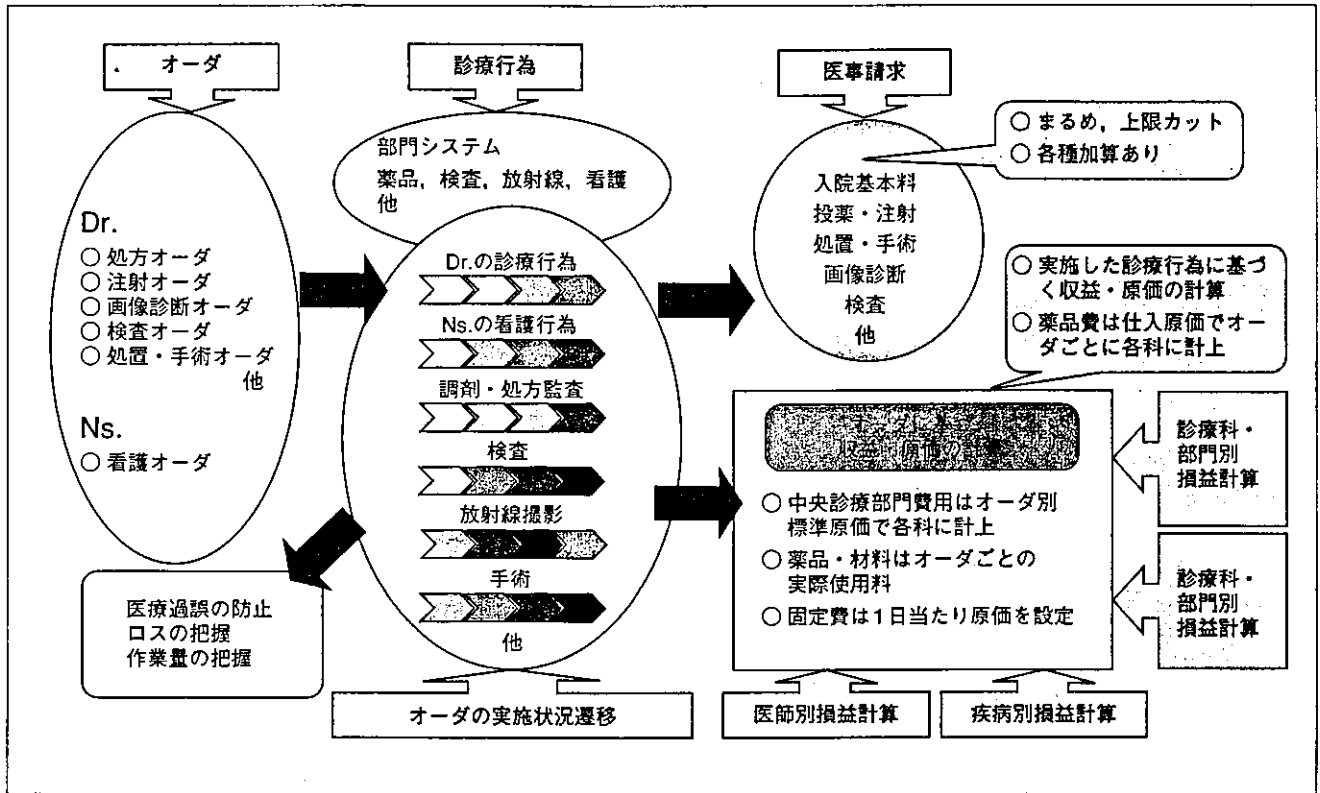 オーダ
Dr.
○ 処方オーダ
○ 注射オーダ
○ 画像診断オーダ
○ 検査オーダ
○ 処置・手術オーダ
他
Ns.
○ 看護オーダ
医療過誤の防止
ロスの把握
作業量の把握
診療行為
部門システム
薬品，検査，放射線，看護
他
Dr.の診療行為
Ns.の看護行為
調剤・処方監査
検査
放射線撮影
手術
他
オーダの実施状況遷移
医事請求
入院基本料
投薬・注射
処置・手術
画像診断
検査
他
○ まるめ，上限カット
○ 各種加算あり
○ 実施した診療行為に基づ
く収益・原価の計算
○ 薬品費は仕入原価でオー
ダごとに各科に計上
収益・原価の計
○ 中央診療部門費用はオーダ別
標準原価で各科に計上
○ 薬品・材料はオーダごとの
実際使用料
○ 固定費は1日当たり原価を設定
診療科・
部門別
損益計算
診療科・
部門別
損益計算
医師別損益計算
疾病別損益計算